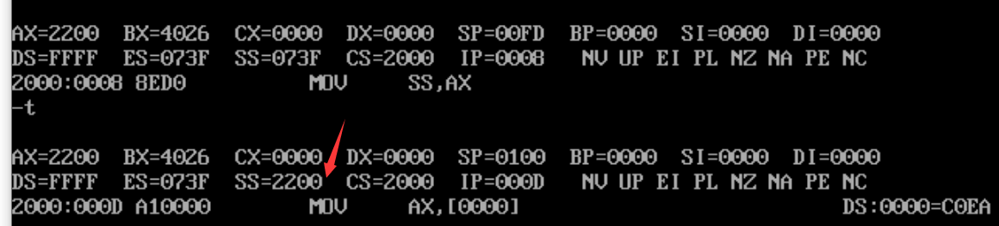 AX=2200 BX=4026 CX=0000 DX=0000 SP=00FD BP=0000 SI=0000 DI=0000
DS=FFFF ES=073F SS=073F CS=2000 IP=0008 NV UP EI PL NZ NA PE NC
2000:0008 8ED0 MOV SS,AX
-t
AX=2200 BX=4026 CX=0000 DX=0000 SP=0100 BP=0000 SI=0000 DI=0000
DS=FFFF ES=073F SS=2200 CS=2000 IP=000D NV UP EI PL NZ NA PE NC
2000:000D A10000 MOV AX,[0000] DS:0000=C0EA